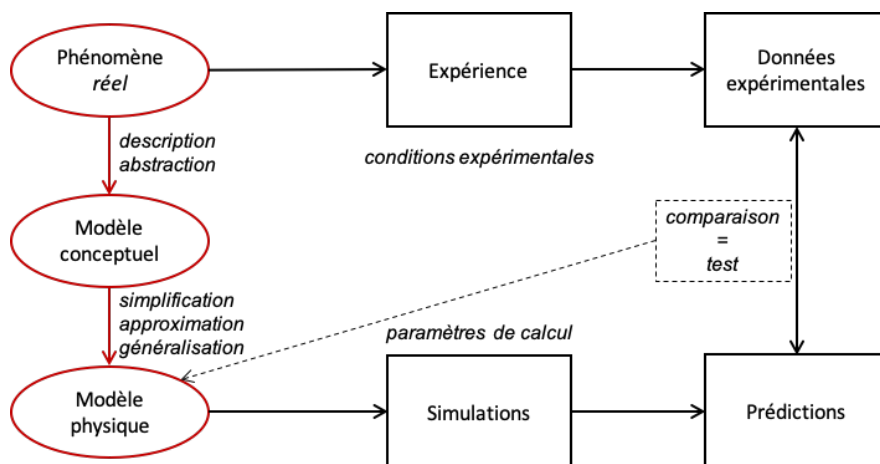 Phénomène
réel
Expérience
Données
expérimentales
description
abstraction
conditions expérimentales
Modèle
conceptuel
comparaison
=
test
simplification
approximation
généralisation
paramètres de calcul
Modèle
physique
Simulations
Prédictions